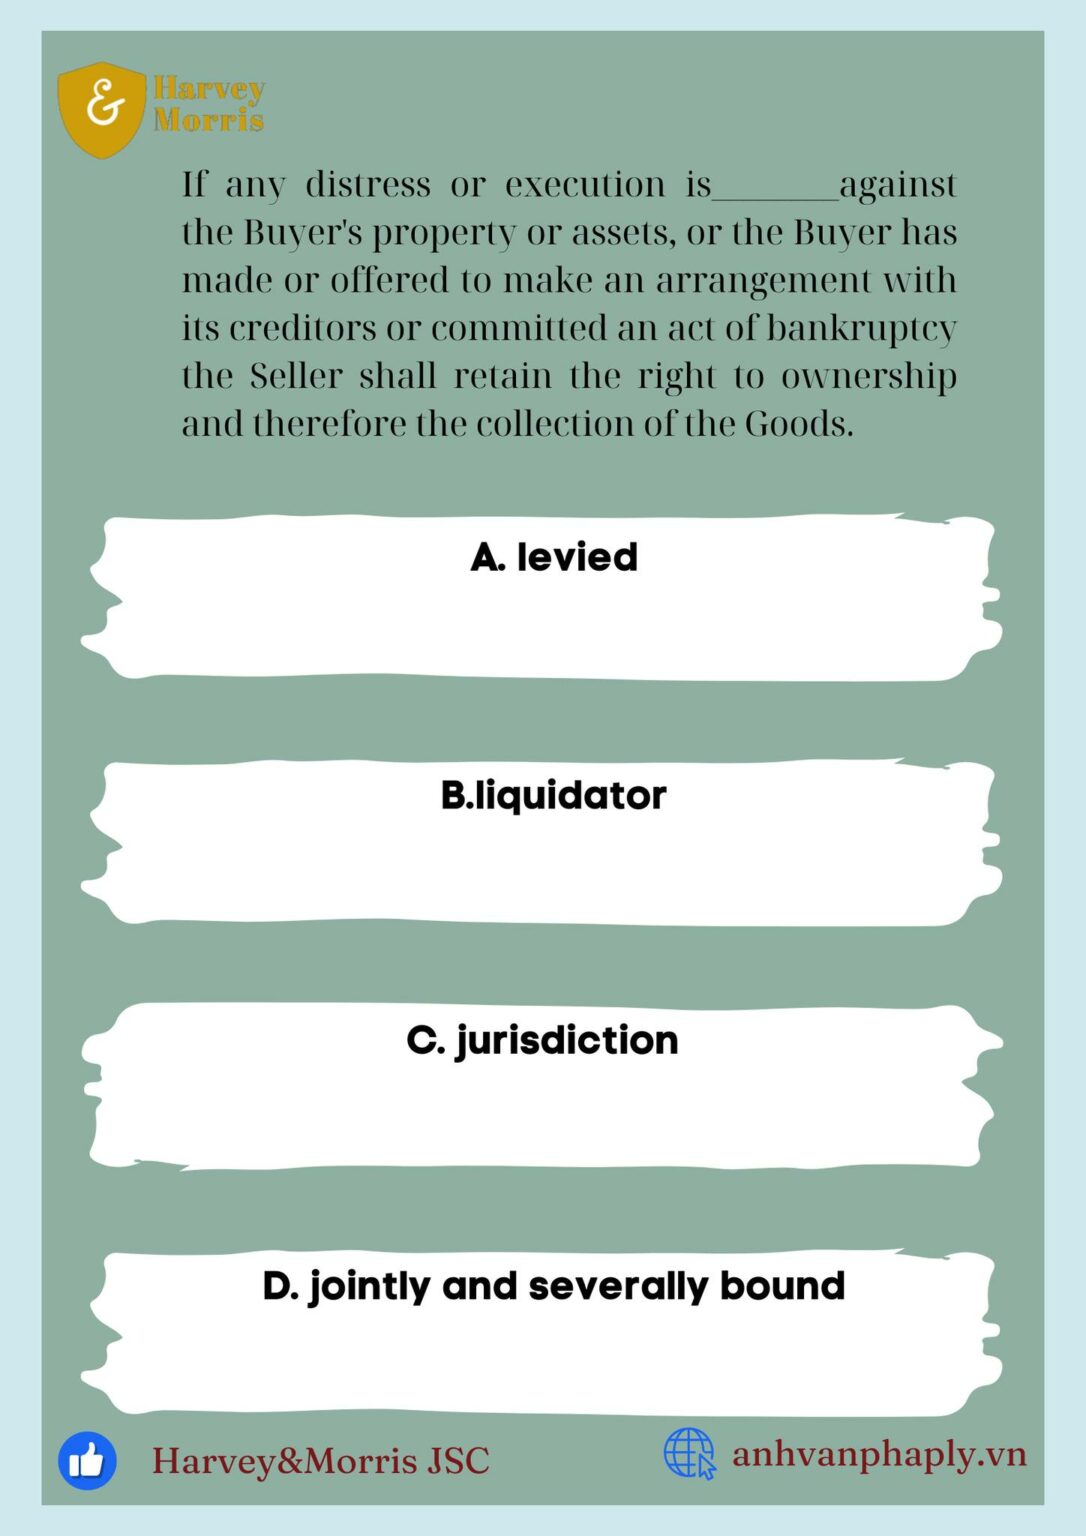 &
Harvey
Morris
If any distress or execution is________against
the Buyer's property or assets, or the Buyer has
made or offered to make an arrangement with
its creditors or committed an act of bankruptcy
the Seller shall retain the right to ownership
and therefore the collection of the Goods.
A. levied
B.liquidator
C. jurisdiction
D. jointly and severally bound
Harvey&Morris JSC
anhvanphaply.vn